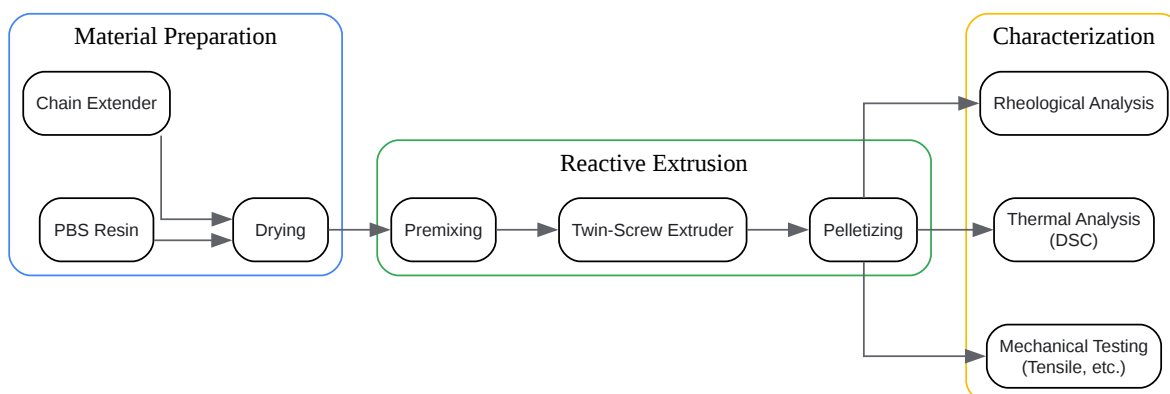 Material Preparation
Chain Extender
PBS Resin
Drying
Reactive Extrusion
Premixing
Twin-Screw Extruder
Pelletizing
Characterization
Rheological Analysis
Thermal Analysis
(DSC)
Mechanical Testing
(Tensile, etc.)